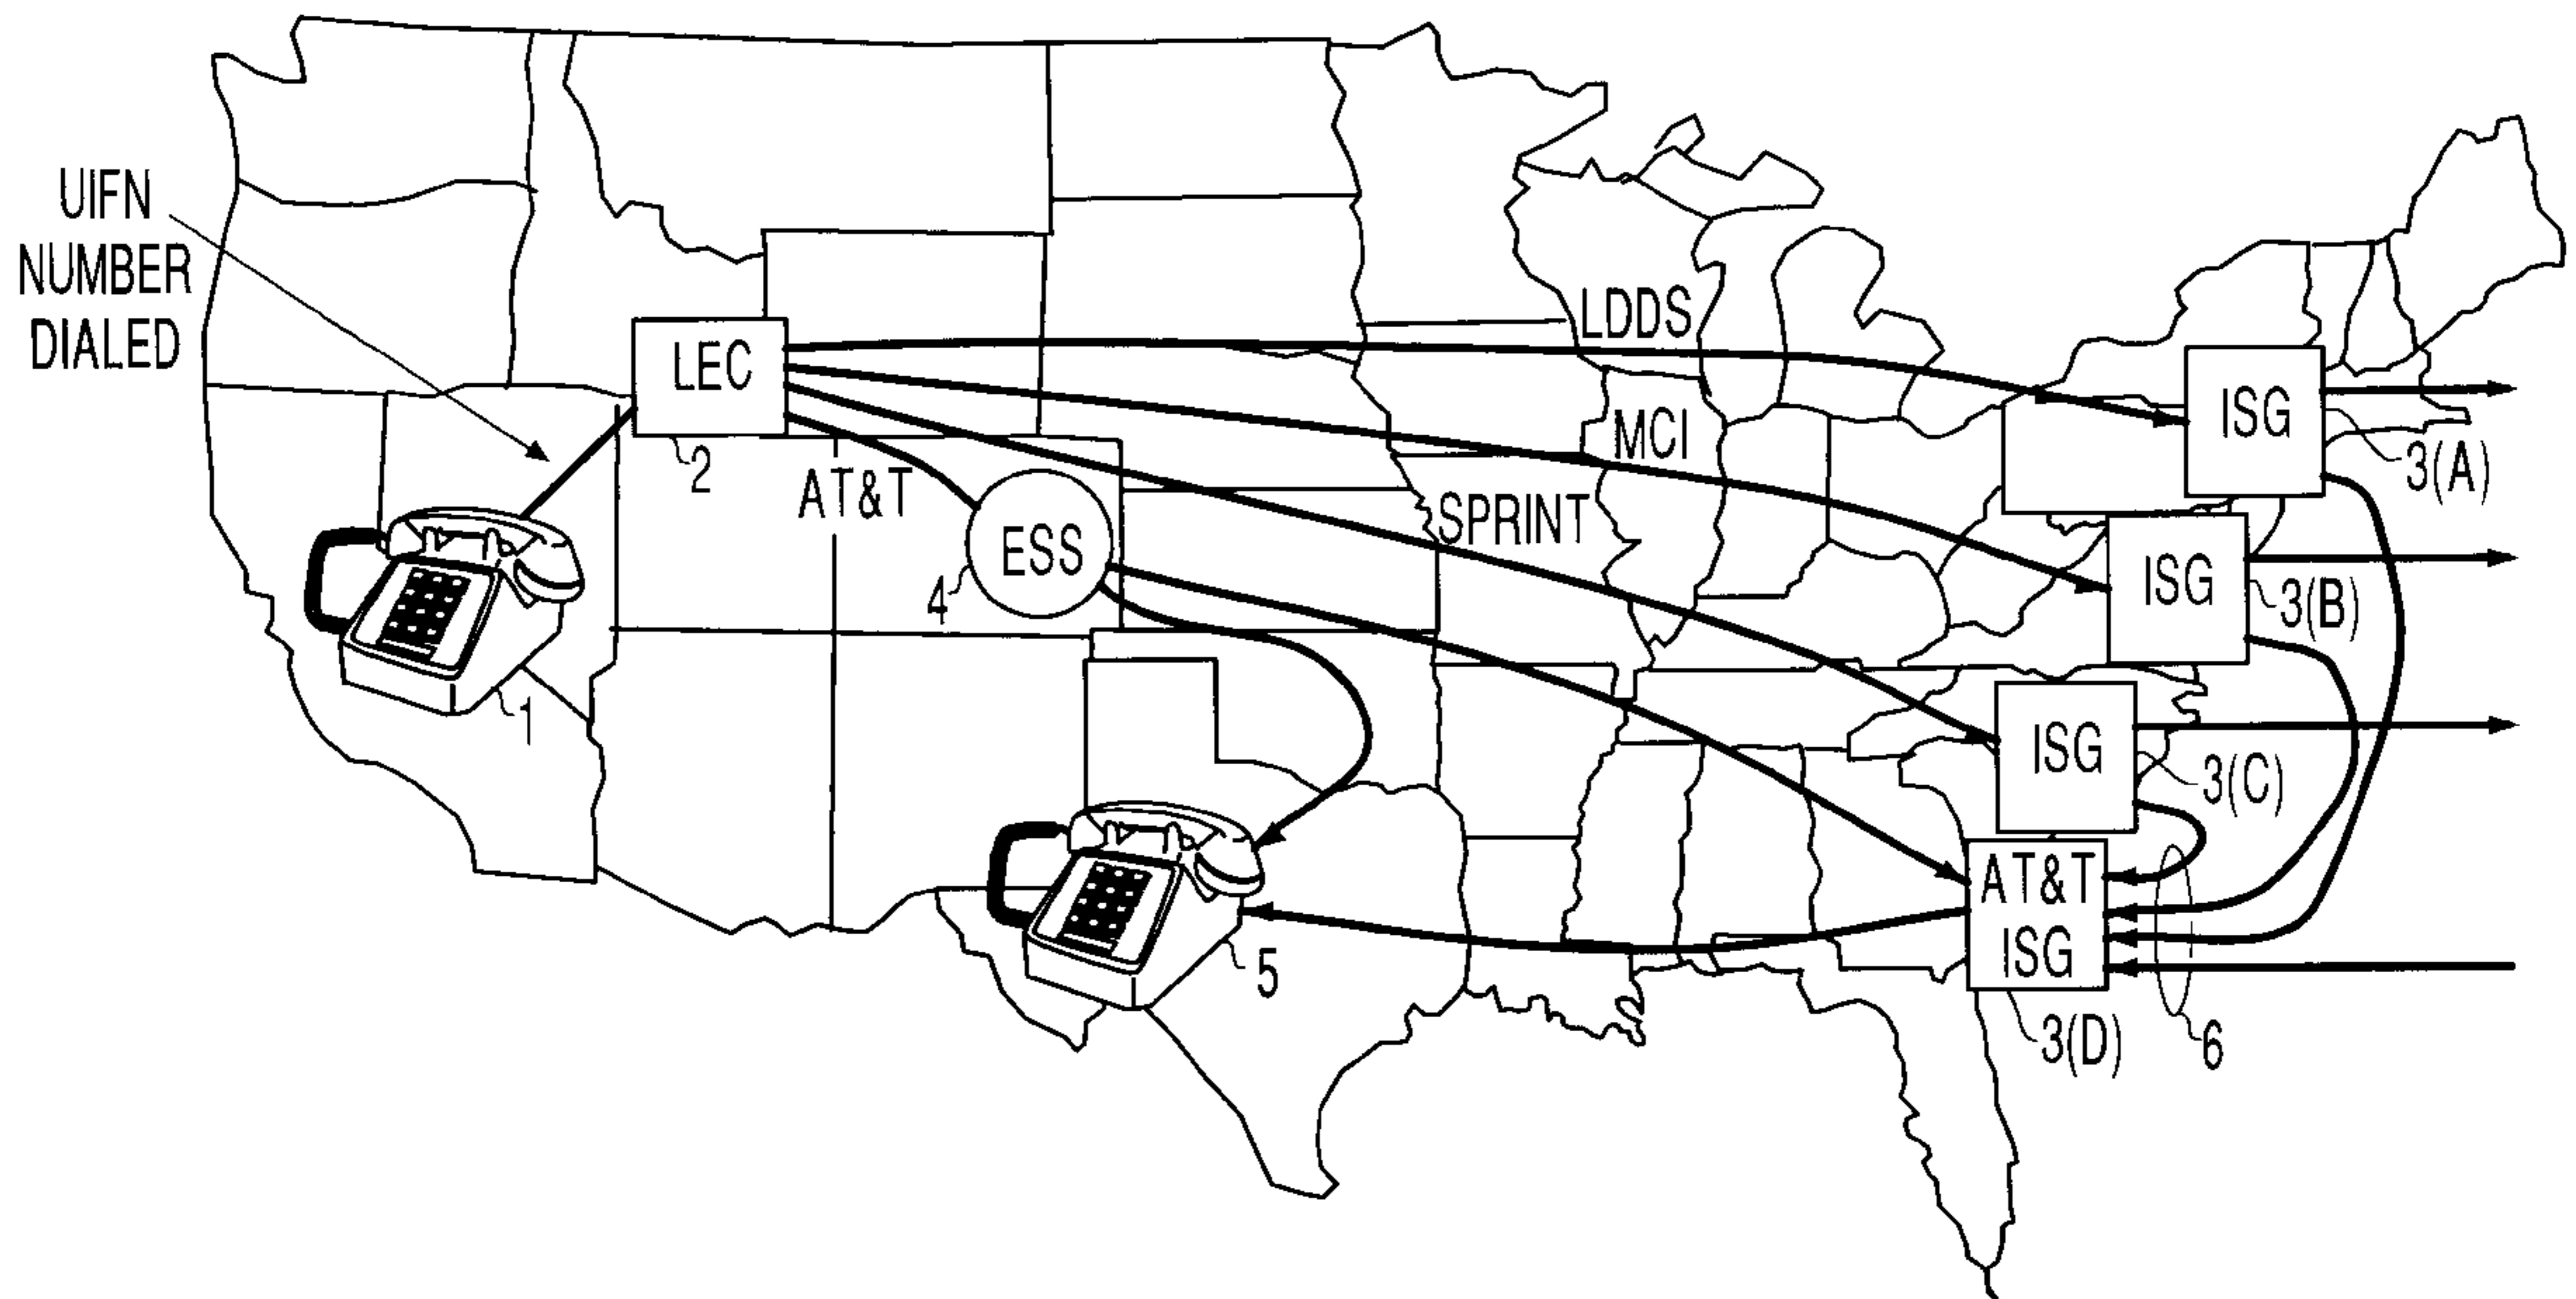 UIFN
NUMBER
DIALED
LEC
2
AT&T
ESS
4
LDDS
MCI
SPRINT
ISG
3(A)
ISG
3(B)
ISG
3(C)
AT&T
ISG
3(D)
6
1
5